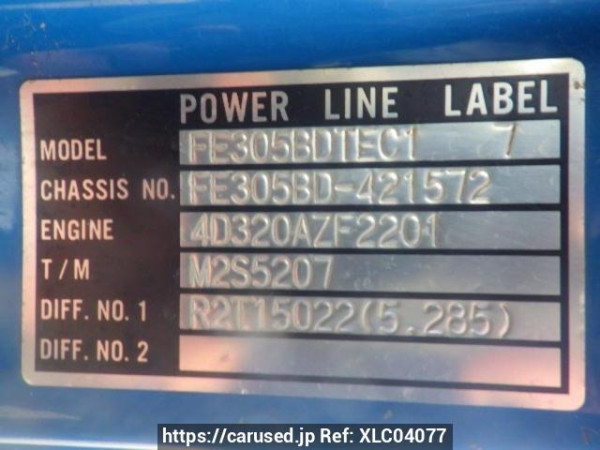 POWER LINE LABEL
MODEL FE305BDTEC1 7
CHASSIS NO. FE305BD-421572
ENGINE 4D320AZF2201
T/M M2S5207
DIFF. NO. 1 R2T15022(5.285)
DIFF. NO. 2
https://carused.jp Ref: XLC04077